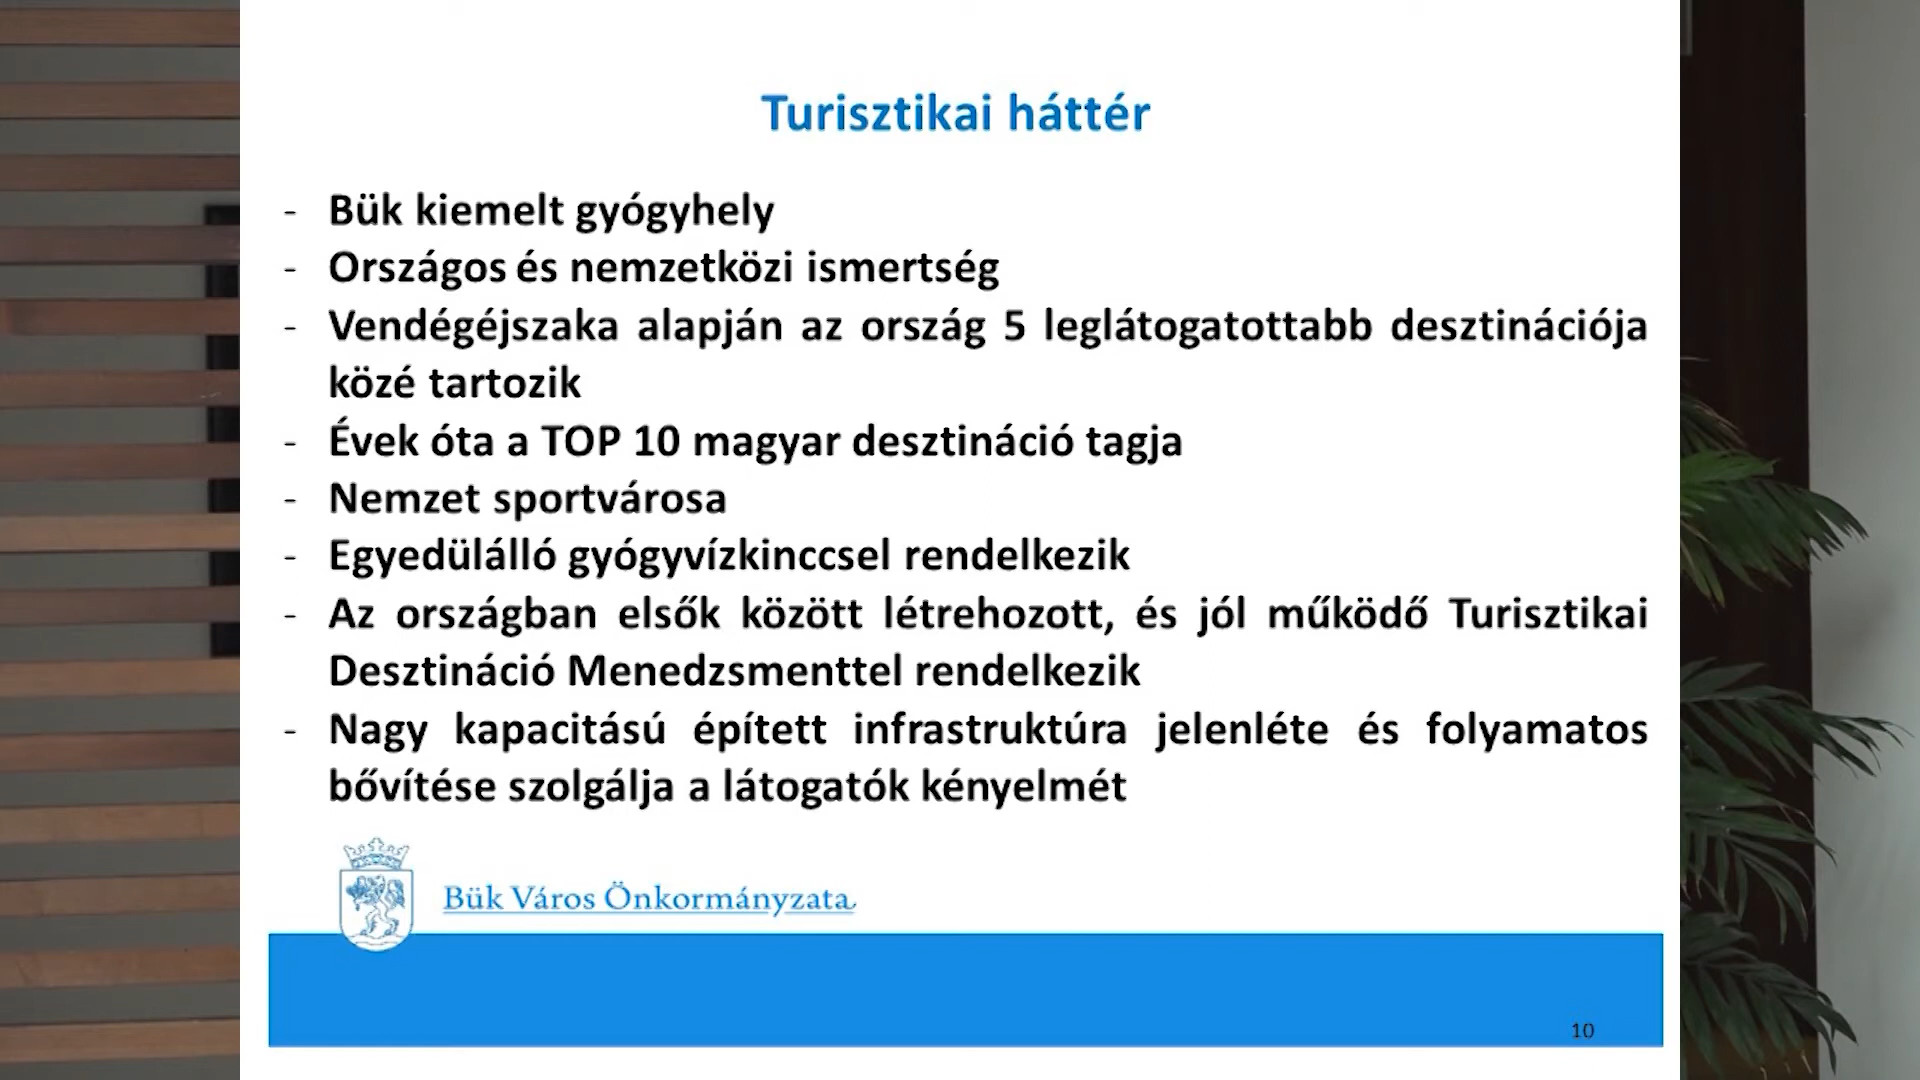 Turisztikai háttér
- Bük kiemelt gyógyhely
- Országos és nemzetközi ismertség
- Vendégéjszaka alapján az ország 5 leglátogatottabb desztinációja
közé tartozik
- Évek óta a TOP 10 magyar desztináció tagja
- Nemzet sportvárosa
- Egyedülálló gyógyvízkinccsel rendelkezik
- Az országban elsők között létrehozott, és jól működő Turisztikai
Desztináció Menedzsmenttel rendelkezik
- Nagy kapacitású épített infrastruktúra jelenléte és folyamatos
bővítése szolgálja a látogatók kényelmét
Bük Város Önkormányzata
10